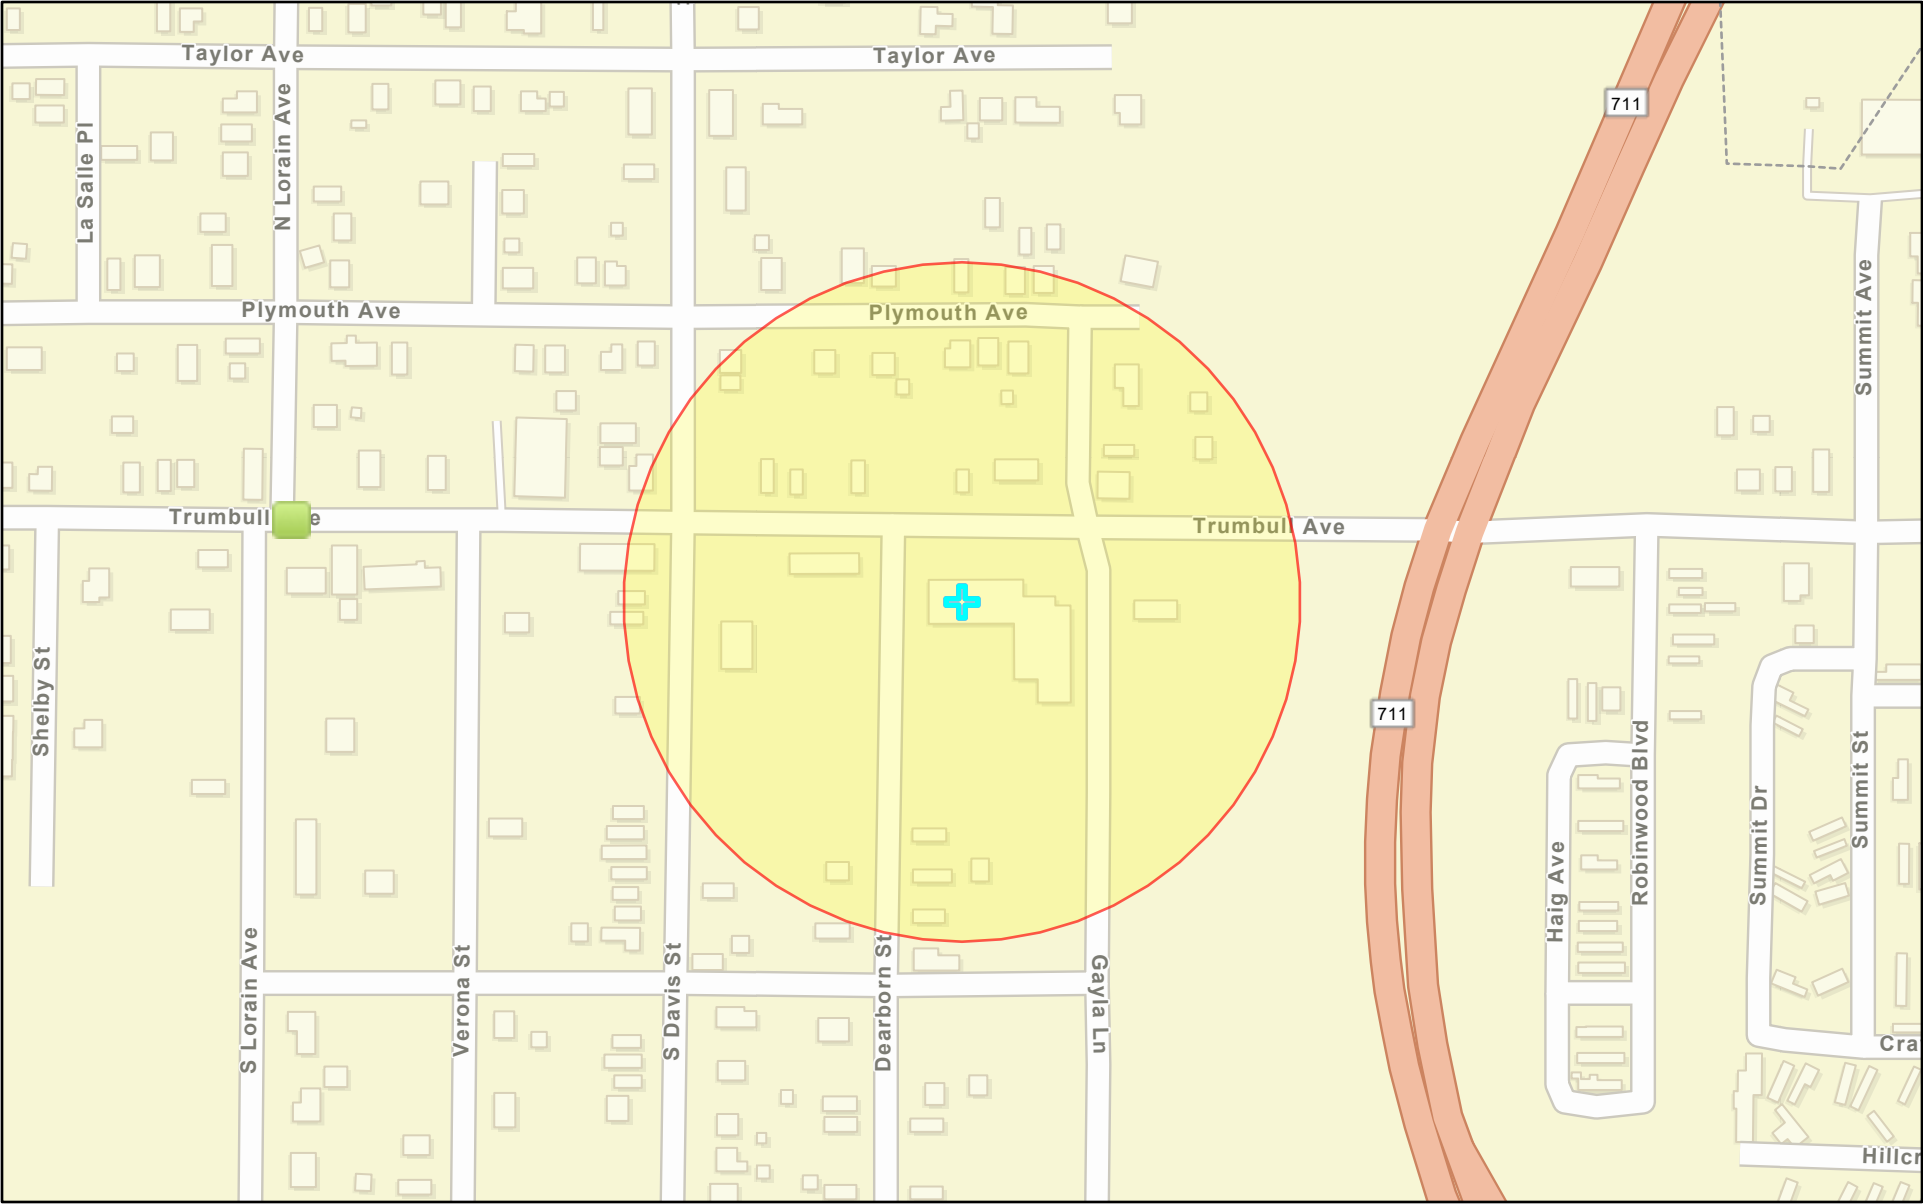 Taylor Ave
Taylor Ave
711
La Salle Pl
N Lorain Ave
Plymouth Ave
Plymouth Ave
Summit Ave
Trumbull
e
Trumbull Ave
Shelby St
711
Robinwood Blvd
Summit Dr
Summit St
Haig Ave
S Lorain Ave
Verona St
S Davis St
Dearborn St
Gayla Ln
Cra
Hillcr